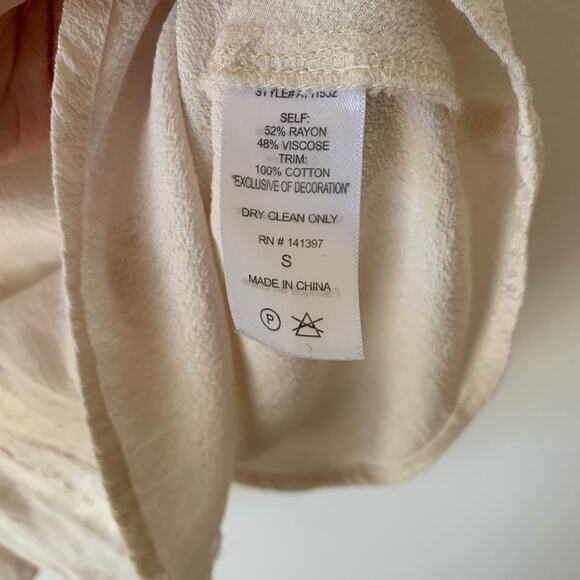 STYLE#
SELF:
52% RAYON
48% VISCOSE
TRIM:
100% COTTON
"EXCLUSIVE OF DECORATION"
DRY CLEAN ONLY
RN # 141397
S
MADE IN CHINA
P